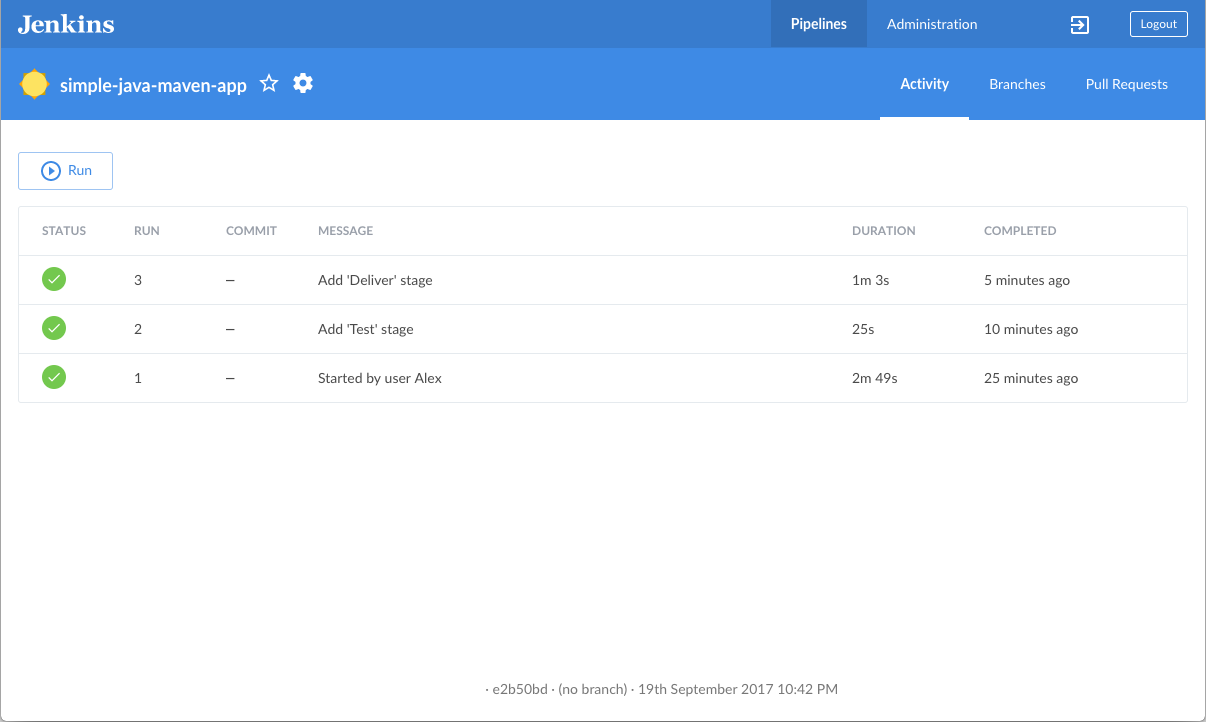 Jenkins Pipelines Administration Logout
simple-java-maven-app Activity Branches Pull Requests
Run
STATUS RUN COMMIT MESSAGE DURATION COMPLETED
3 — Add 'Deliver' stage 1m 3s 5 minutes ago
2 — Add 'Test' stage 25s 10 minutes ago
1 — Started by user Alex 2m 49s 25 minutes ago
· e2b50bd · (no branch) · 19th September 2017 10:42 PM